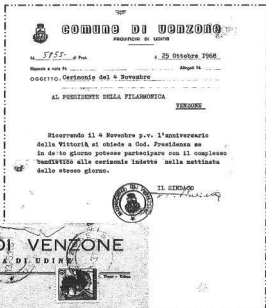 COMUNE DI VENZONE
PROVINCIA DI UDINE
N. 5855- di Prot. li 25 Ottobre 1968
Risposta a nota N. Allegati N.
OGGETTO: Cerimonie del 4 Novembre
AL PRESIDENTE DELLA FILARMONICA
VENZONE
Ricorrendo il 4 Novembre p.v. l'anniversario
della Vittoria si chiede a Cod. Presidenza se
in detto giorno potesse partecipare con il complesso
bandistico alle cerimonie indette nella mattinata
dello stesso giorno.
IL SINDACO
DI VENZONE
A DI UDINE